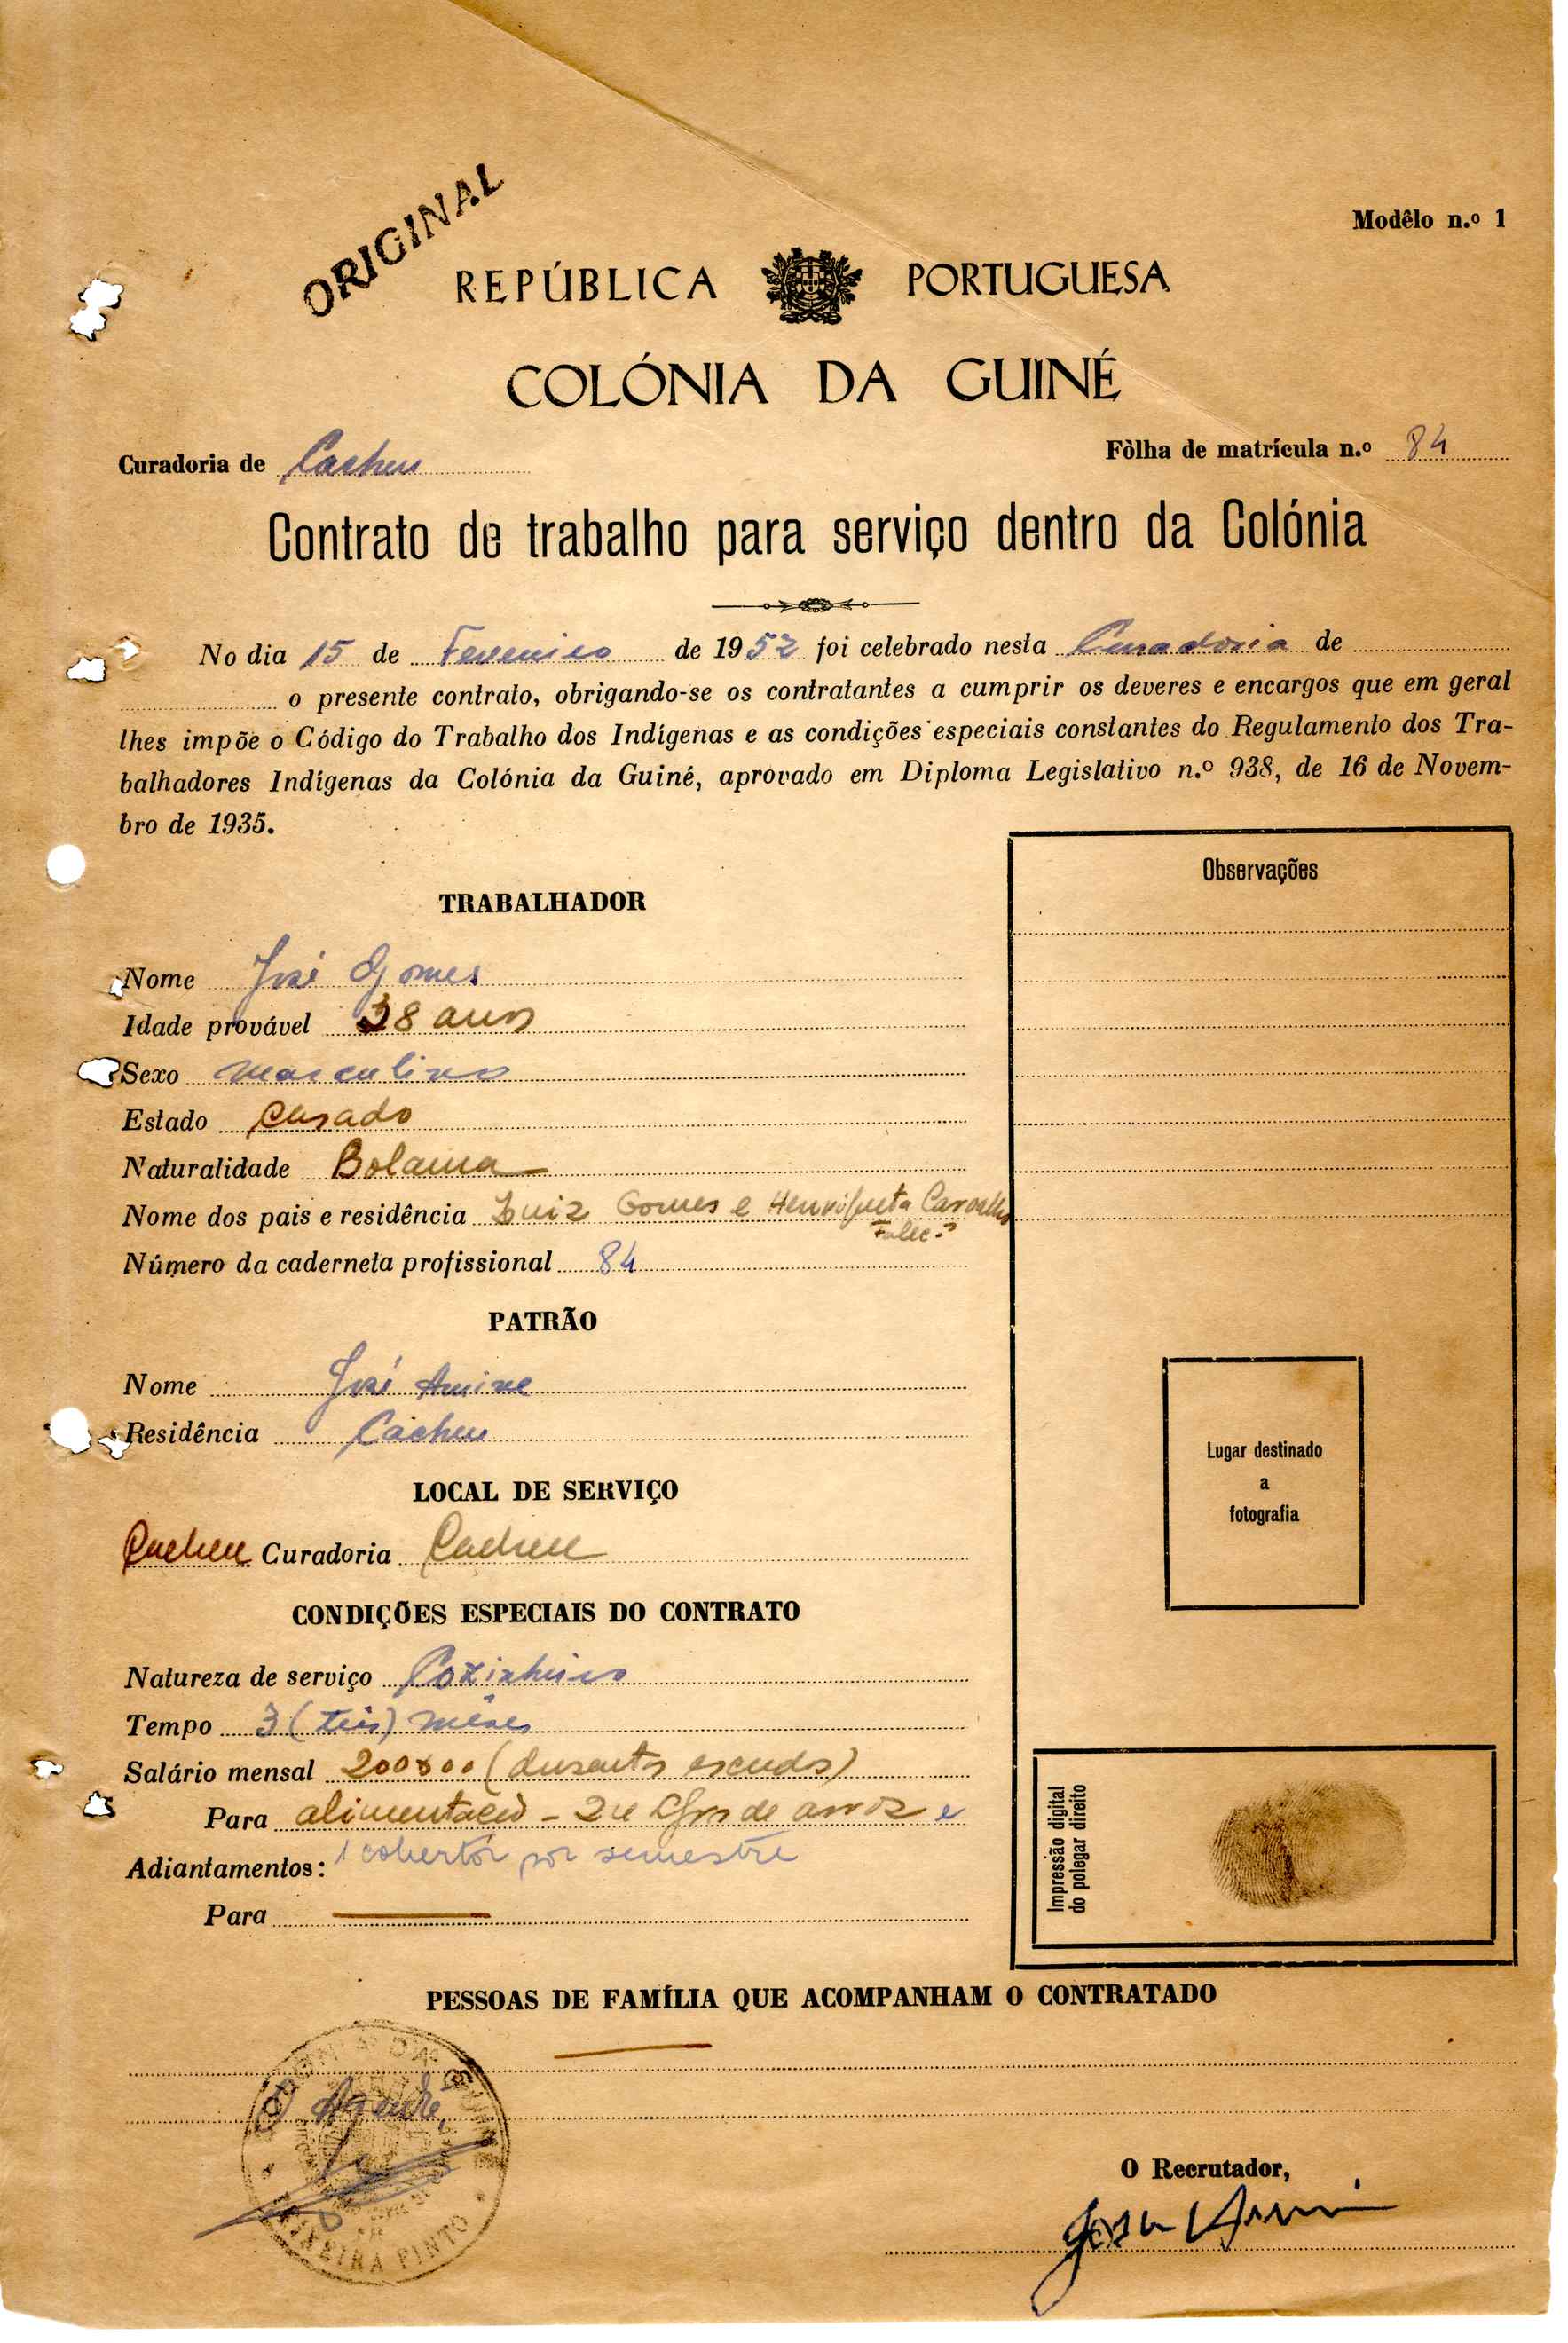 ORIGINAL
Modêlo n.º 1
REPÚBLICA PORTUGUESA
COLÓNIA DA GUINÉ
Curadoria de Cacheu Fôlha de matrícula n.º 84
Contrato de trabalho para serviço dentro da Colónia
No dia 15 de Fevereiro de 1952 foi celebrado nesta Curadoria de
o presente contrato, obrigando-se os contratantes a cumprir os deveres e encargos que em geral
lhes impõe o Código do Trabalho dos Indígenas e as condições especiais constantes do Regulamento dos Tra-
balhadores Indígenas da Colónia da Guiné, aprovado em Diploma Legislativo n.º 938, de 16 de Novem-
bro de 1935.
TRABALHADOR
Nome José Gomes
Idade provável 38 anos
Sexo masculino
Estado casado
Naturalidade Bolama
Nome dos pais e residência Luiz Gomes e Henriqueta Carvalho
Falec.os
Número da caderneta profissional 84
PATRÃO
Nome José Amine
Residência Cacheu
LOCAL DE SERVIÇO
Cacheu Curadoria Cacheu
CONDIÇÕES ESPECIAIS DO CONTRATO
Natureza de serviço Cozinheiro
Tempo 3 (três) mêses
Salário mensal 200$00 (duzentos escudos)
Para alimentação - de arroz e
Adiantamentos: 1 cobertor por semestre
Para
Observações
Lugar destinado
a
fotografia
Impressão digital
do polegar direito
PESSOAS DE FAMÍLIA QUE ACOMPANHAM O CONTRATADO
O Agente,
TEIXEIRA PINTO
O Recrutador,